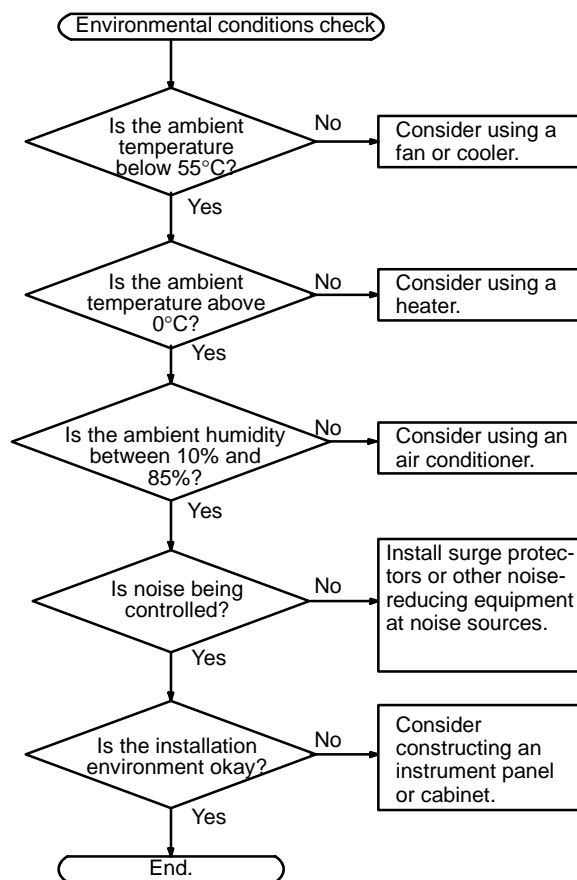 Environmental conditions check
Is the ambient
temperature
below 55°C?
No
Consider using a
fan or cooler.
Yes
Is the ambient
temperature above
0°C?
No
Consider using a
heater.
Yes
Is the ambient humidity
between 10% and
85%?
No
Consider using an
air conditioner.
Yes
Is noise being
controlled?
No
Install surge protec-
tors or other noise-
reducing equipment
at noise sources.
Yes
Is the installation
environment okay?
No
Consider
constructing an
instrument panel
or cabinet.
Yes
End.